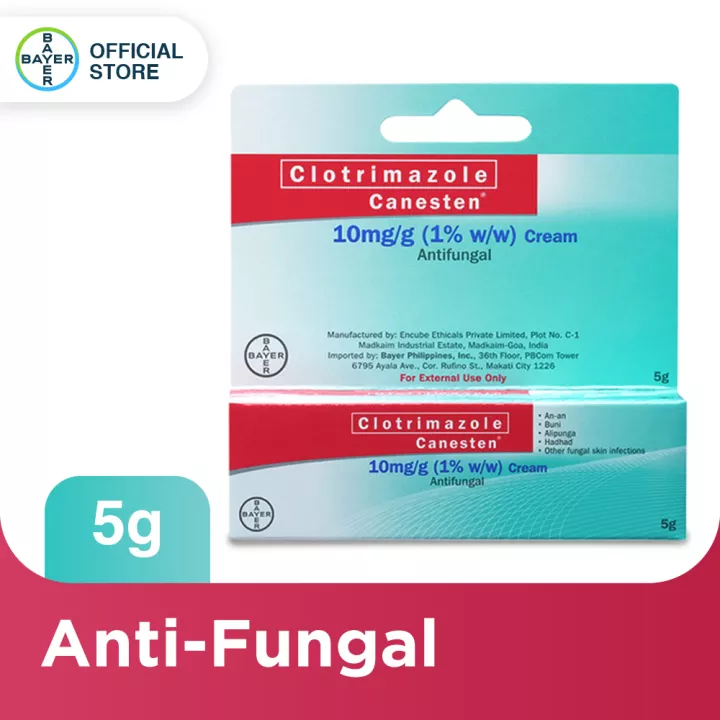 BAYER
BAYER
OFFICIAL
STORE
Clotrimazole
Canesten®
10mg/g (1% w/w) Cream
Antifungal
Manufactured by: Encube Ethicals Private Limited, Plot No. C-1
Madkaim Industrial Estate, Madkaim-Goa, India
Imported by: Bayer Philippines, Inc., 36th Floor, PBCom Tower
6795 Ayala Ave., Cor. Rufino St., Makati City 1226
For External Use Only
BAYER
BAYER
5g
Clotrimazole
Canesten®
10mg/g (1% w/w) Cream
Antifungal
• An-an
• Buni
• Alipunga
• Hadhad
• Other fungal skin infections
BAYER
BAYER
5g
5g
Anti-Fungal